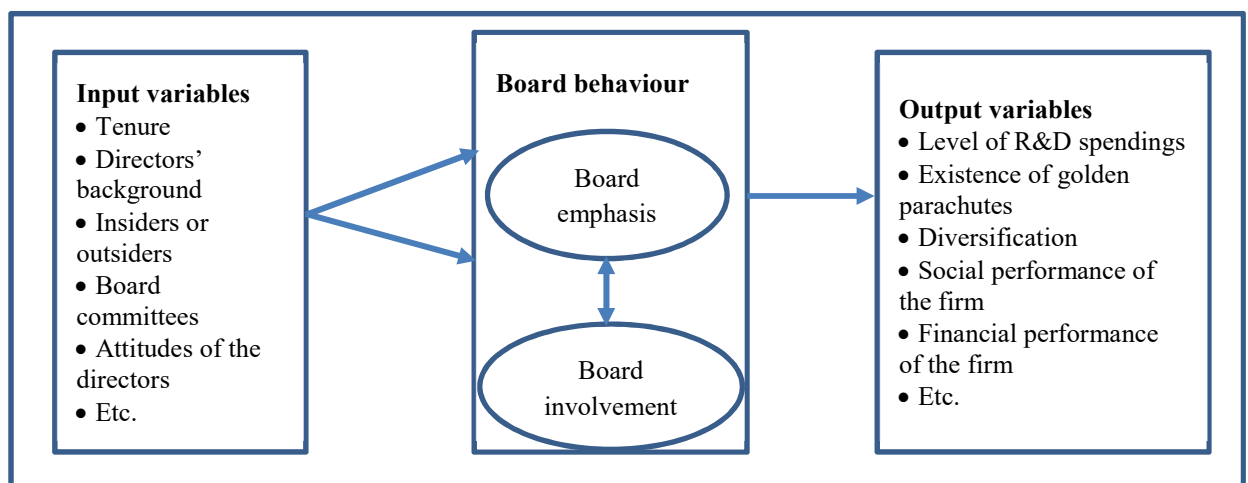 Input variables
• Tenure
• Directors’
background
• Insiders or
outsiders
• Board
committees
• Attitudes of the
directors
• Etc.
Board behaviour
Board
emphasis
Board
involvement
Output variables
• Level of R&D spendings
• Existence of golden
parachutes
• Diversification
• Social performance of
the firm
• Financial performance
of the firm
• Etc.